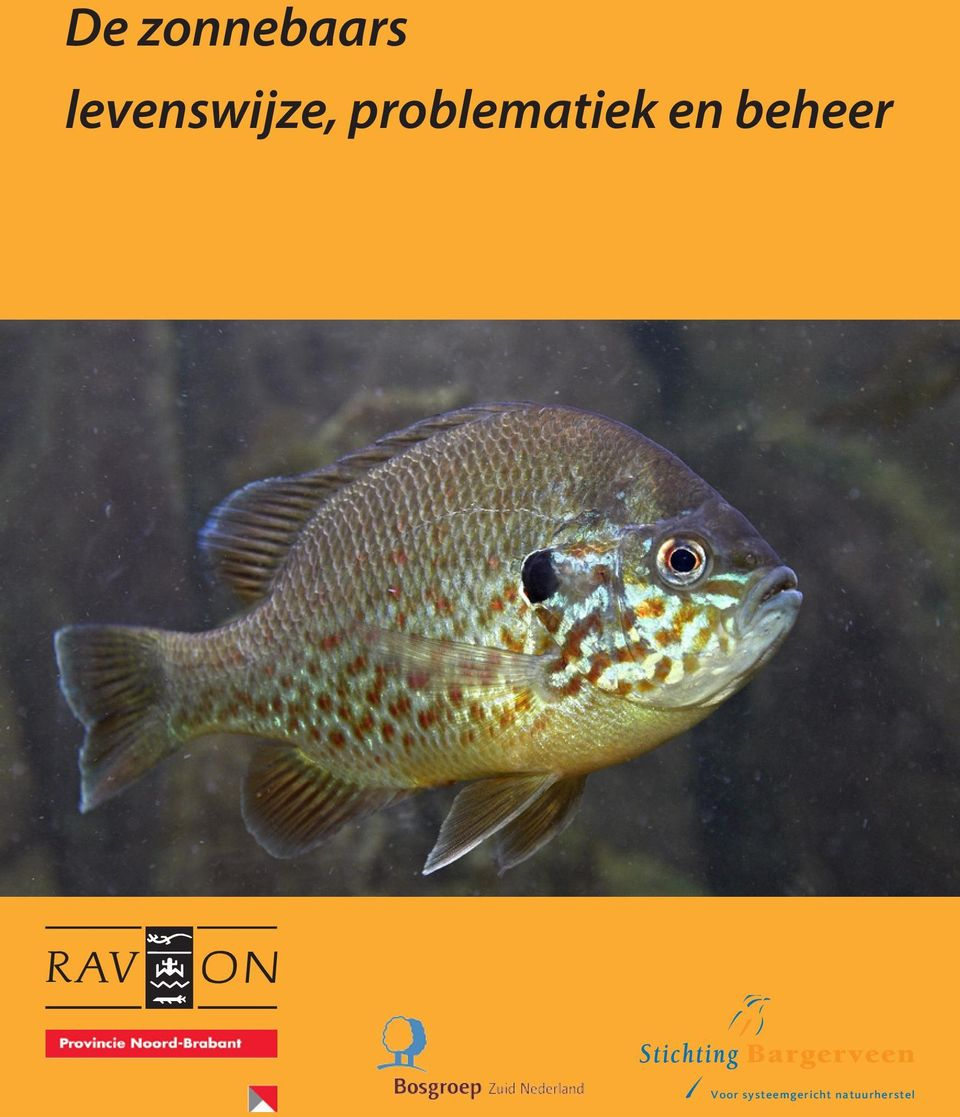 De zonnebaars
levenswijze, problematiek en beheer
RAVON
Provincie Noord-Brabant
Bosgroep Zuid Nederland
Stichting Bargerveen
Voor systeemgericht natuurherstel